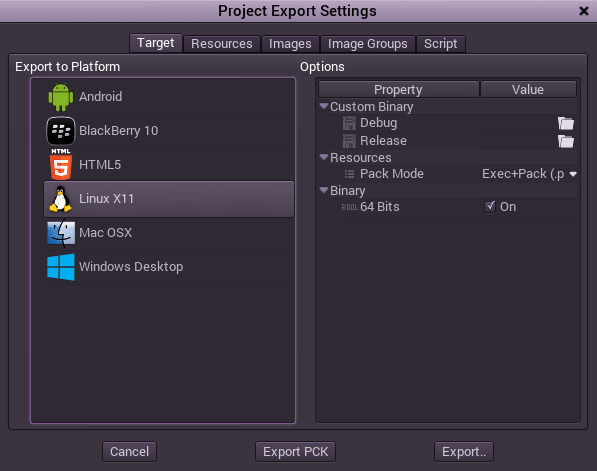 Project Export Settings
Target Resources Images Image Groups Script
Export to Platform
Android
BlackBerry 10
HTML
HTML5
Linux X11
Mac OSX
Windows Desktop
Options
Property Value
Custom Binary
Debug
Release
Resources
Pack Mode Exec+Pack (.p
Binary
BOOL 64 Bits On
Cancel Export PCK Export..